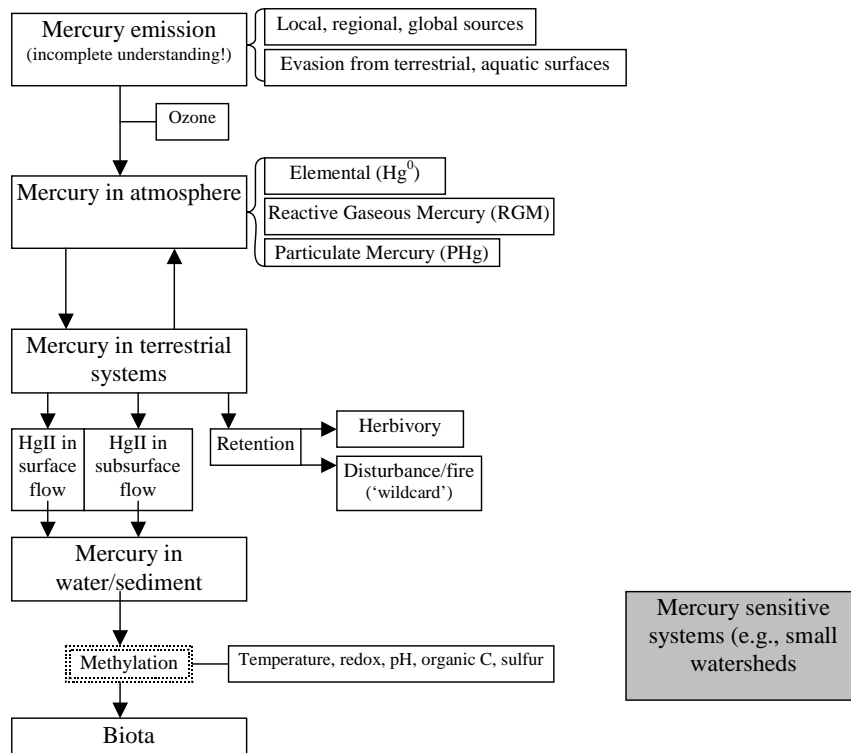 Mercury emission
(incomplete understanding!)
Local, regional, global sources
Evasion from terrestrial, aquatic surfaces
Ozone
Mercury in atmosphere
Elemental (Hg⁰)
Reactive Gaseous Mercury (RGM)
Particulate Mercury (PHg)
Mercury in terrestrial
systems
HgII in
surface
flow
HgII in
subsurface
flow
Retention
Herbivory
Disturbance/fire
(‘wildcard’)
Mercury in
water/sediment
Mercury sensitive
systems (e.g., small
watersheds
Methylation
Temperature, redox, pH, organic C, sulfur
Biota